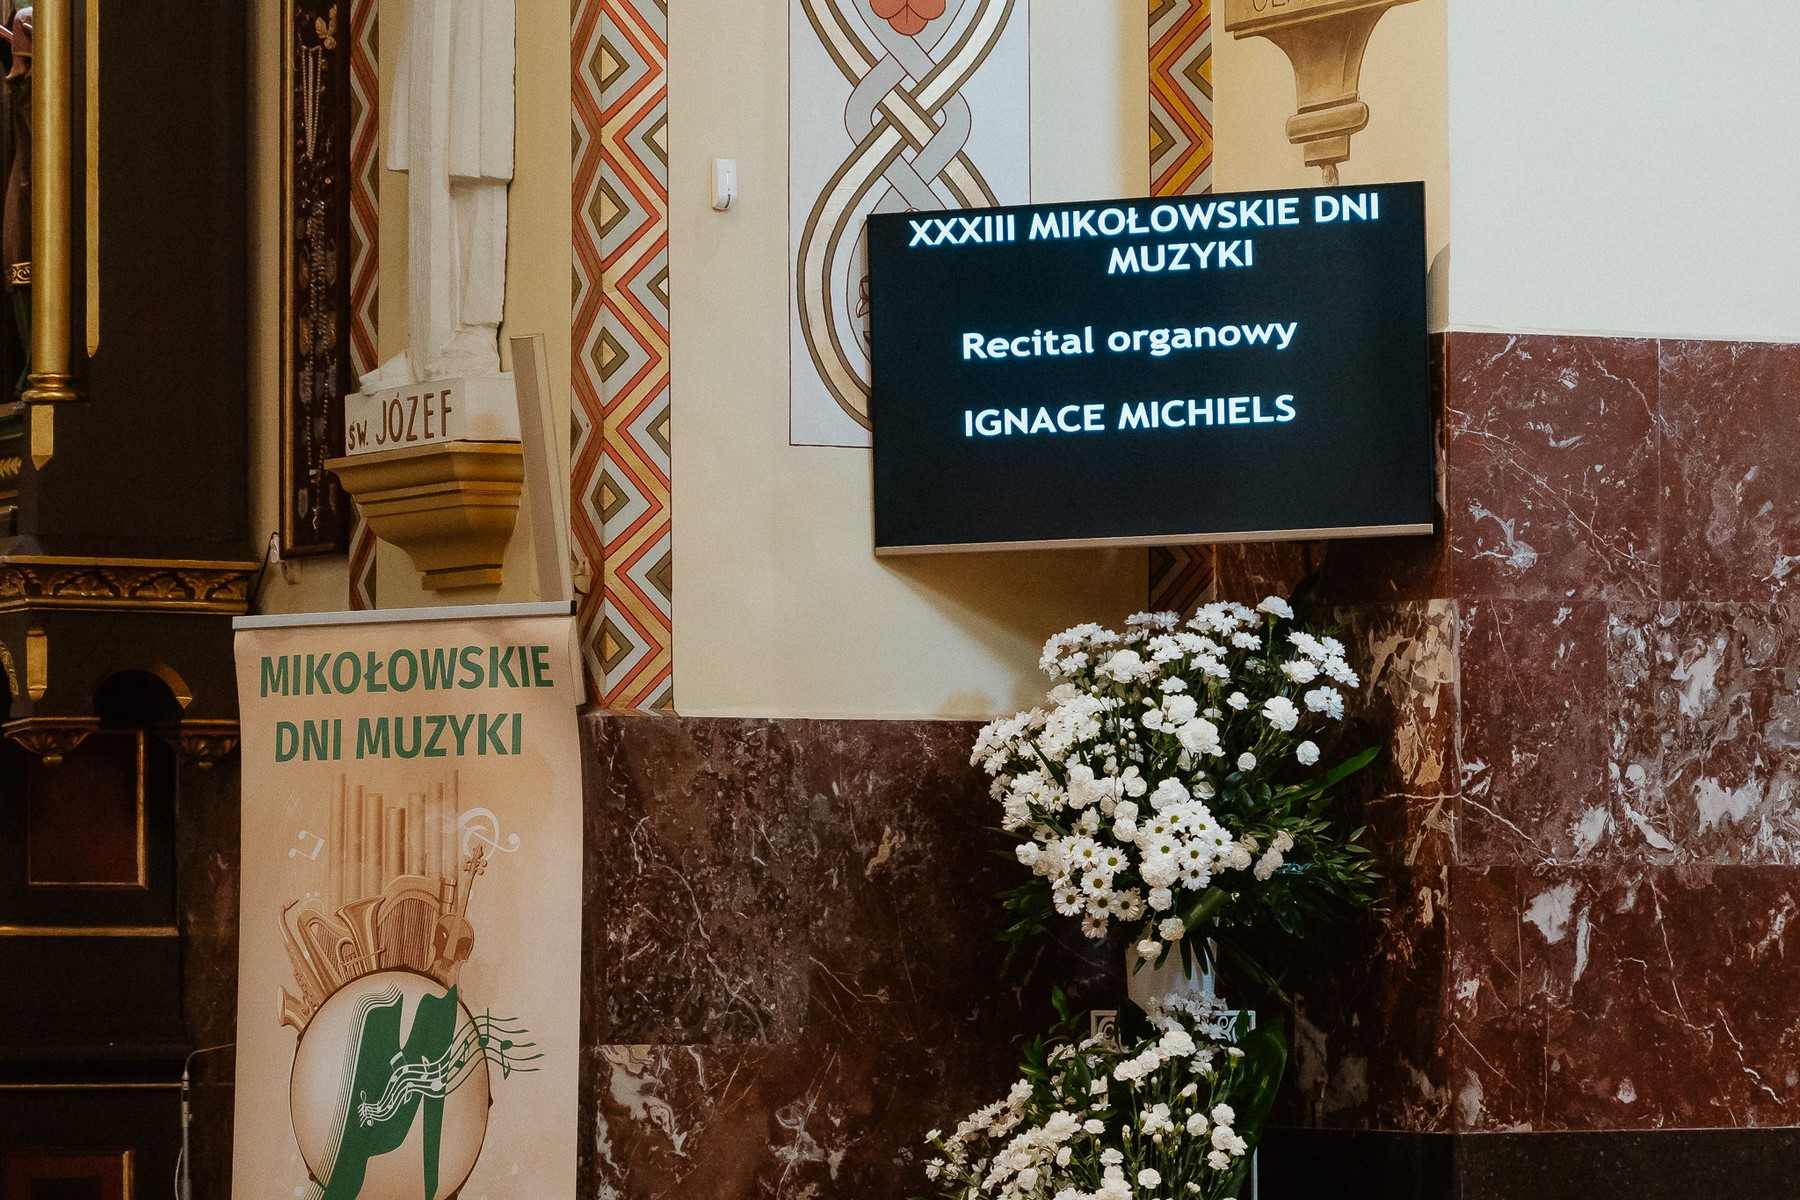 XXXIII MIKOŁOWSKIE DNI
MUZYKI
Recital organowy
IGNACE MICHIELS
ŚW. JÓZEF
MIKOŁOWSKIE
DNI MUZYKI